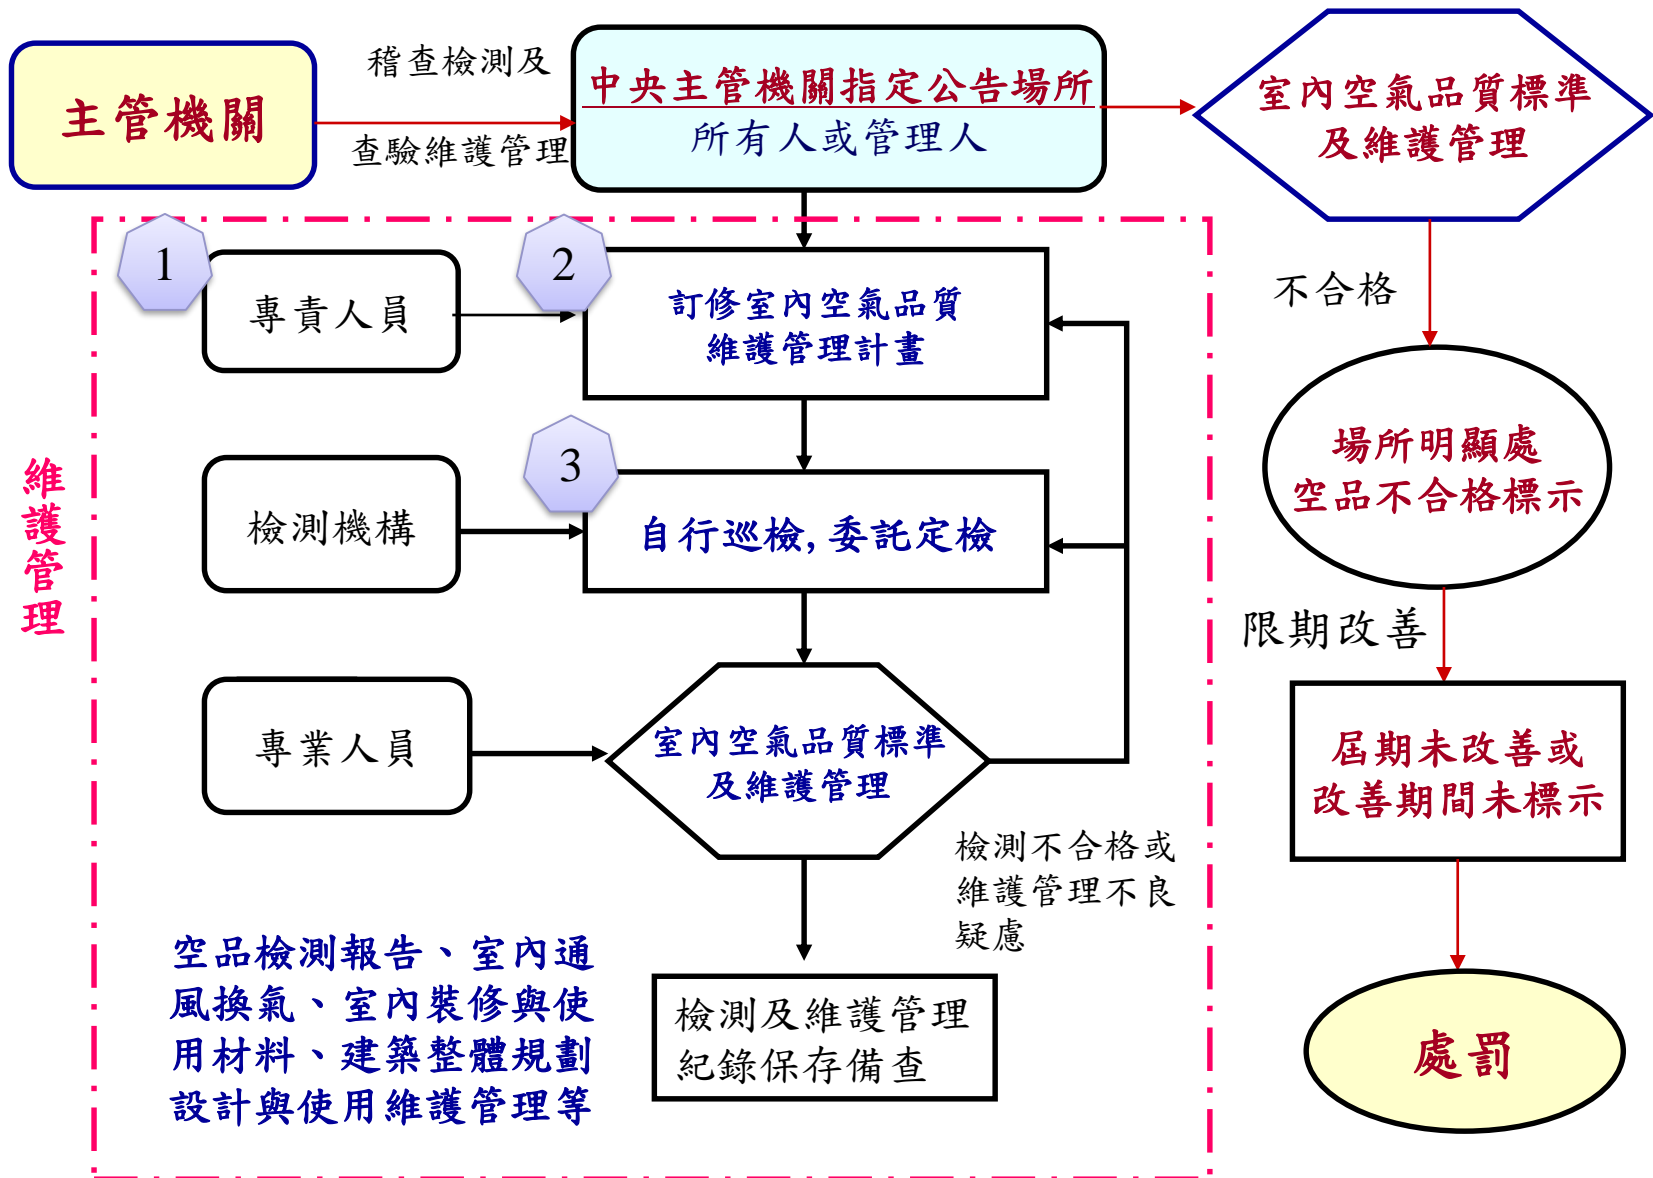 主管機關
稽查檢測及
查驗維護管理
中央主管機關指定公告場所
所有人或管理人
室內空氣品質標準
及維護管理
維護管理
1
專責人員
2
訂修室內空氣品質
維護管理計畫
檢測機構
3
自行巡檢,委託定檢
專業人員
室內空氣品質標準
及維護管理
檢測不合格或
維護管理不良
疑慮
空品檢測報告、室內通
風換氣、室內裝修與使
用材料、建築整體規劃
設計與使用維護管理等
檢測及維護管理
紀錄保存備查
不合格
場所明顯處
空品不合格標示
限期改善
屆期未改善或
改善期間未標示
處罰